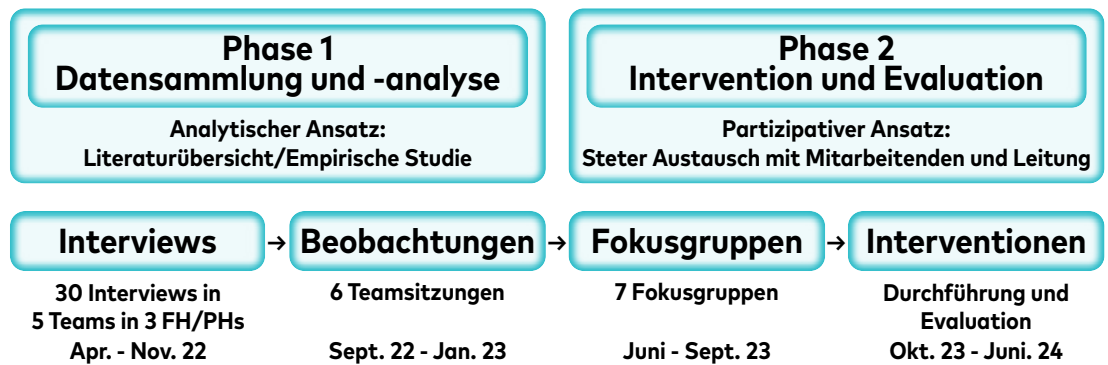 Phase 1
Datensammlung und -analyse
Analytischer Ansatz:
Literaturübersicht/Empirische Studie
Phase 2
Intervention und Evaluation
Partizipativer Ansatz:
Steter Austausch mit Mitarbeitenden und Leitung
Interviews
→
Beobachtungen
→
Fokusgruppen
→
Interventionen
30 Interviews in
5 Teams in 3 FH/PHs
Apr. - Nov. 22
6 Teamsitzungen
Sept. 22 - Jan. 23
7 Fokusgruppen
Juni - Sept. 23
Durchführung und
Evaluation
Okt. 23 - Juni. 24